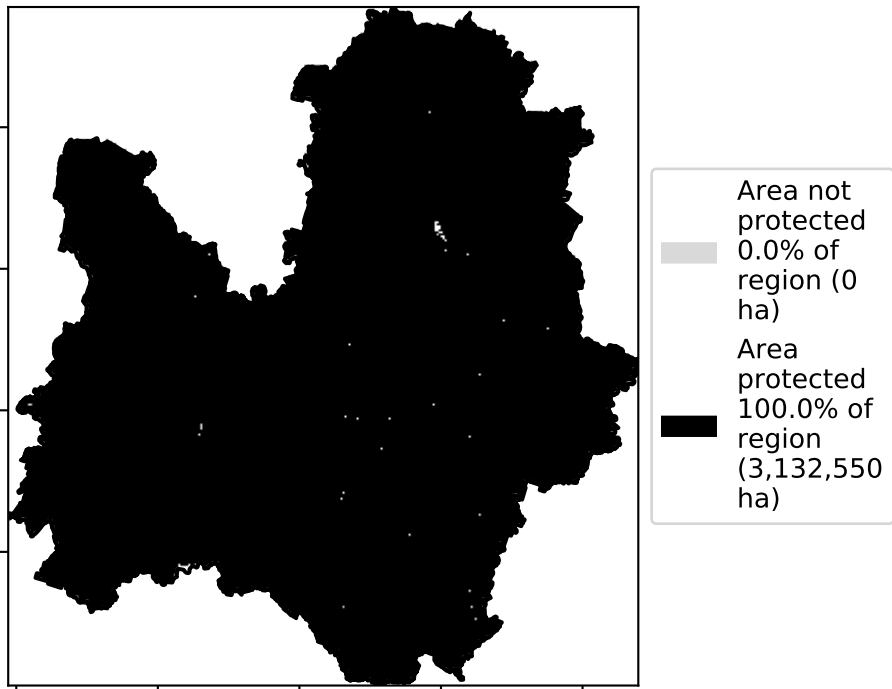 Area not
protected
0.0% of
region (0
ha)
Area
protected
100.0% of
region
(3,132,550
ha)